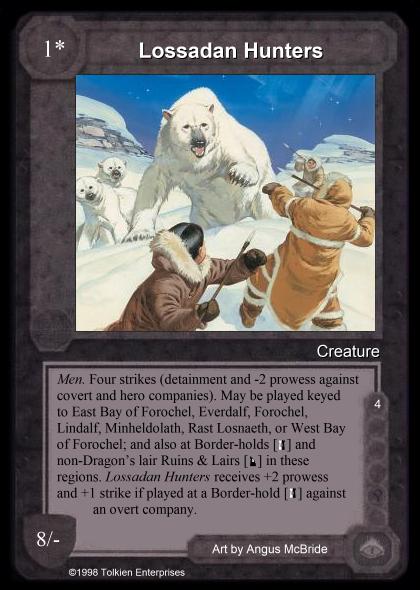 1*
Lossadan Hunters
Creature
Men. Four strikes (detainment and -2 prowess against
covert and hero companies). May be played keyed
to East Bay of Forochel, Everdalf, Forochel,
Lindalf, Minheldolath, Rast Losnaeth, or West Bay
of Forochel; and also at Border-holds [] and
non-Dragon's lair Ruins & Lairs [] in these
regions. Lossadan Hunters receives +2 prowess
and +1 strike if played at a Border-hold [] against
an overt company.
4
8/-
Art by Angus McBride
©1998 Tolkien Enterprises